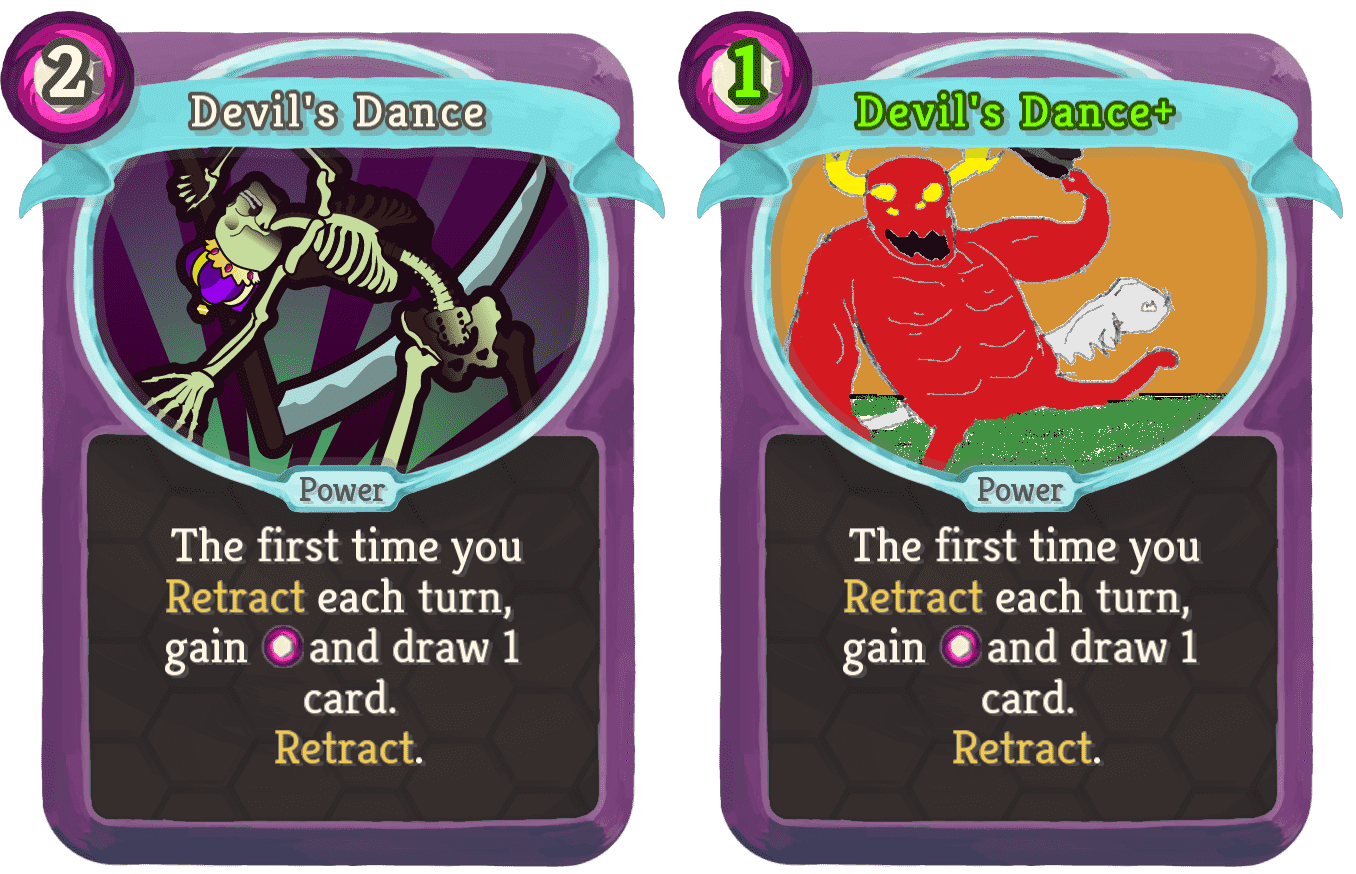 2
Devil's Dance
Power
The first time you
Retract each turn,
gain and draw 1
card.
Retract.
1
Devil's Dance+
Power
The first time you
Retract each turn,
gain and draw 1
card.
Retract.